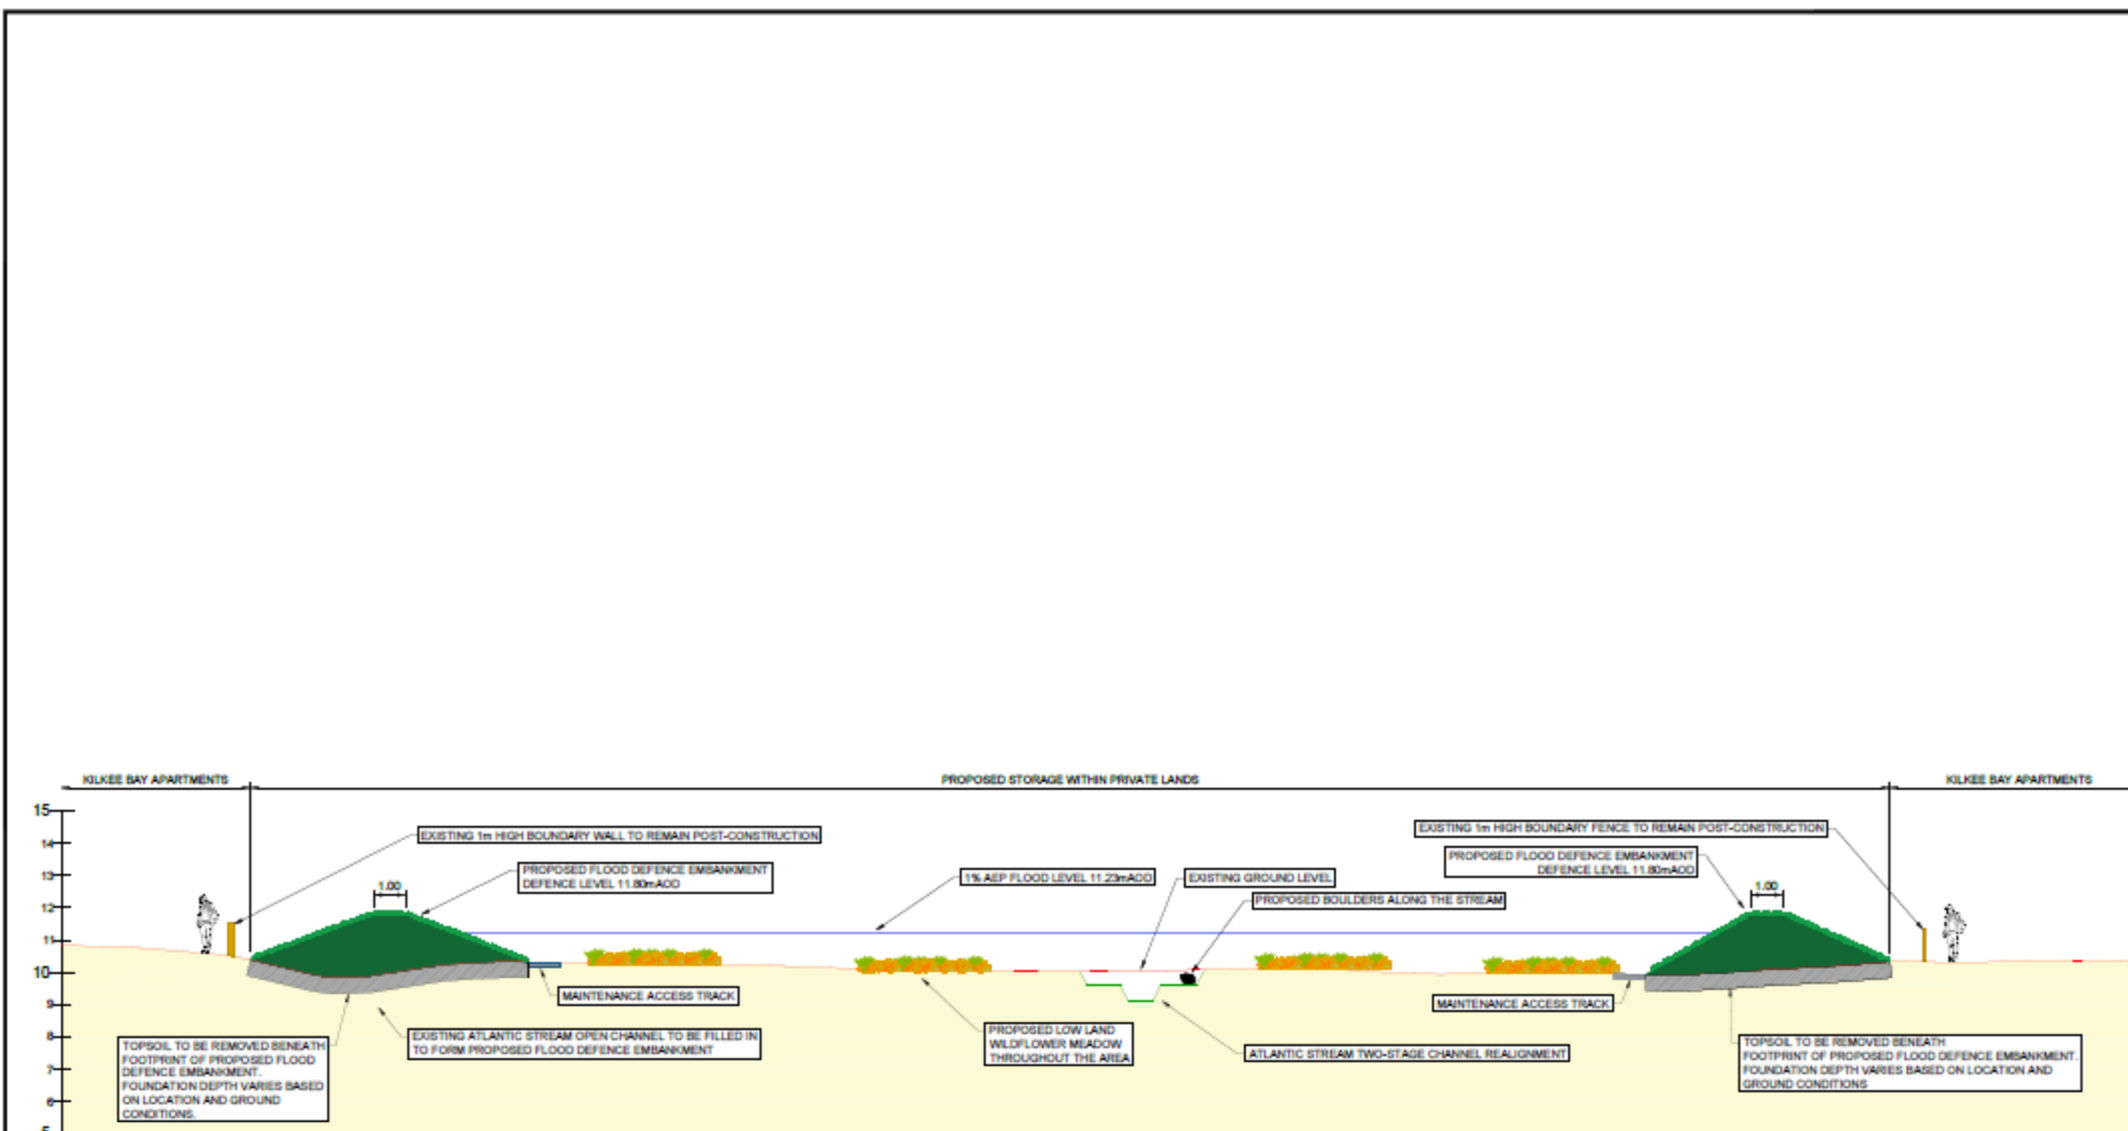 KILKEE BAY APARTMENTS
PROPOSED STORAGE WITHIN PRIVATE LANDS
KILKEE BAY APARTMENTS
15
14
13
12
11
10
9
8
7
6
5
EXISTING 1m HIGH BOUNDARY WALL TO REMAIN POST-CONSTRUCTION
1.00
PROPOSED FLOOD DEFENCE EMBANKMENT
DEFENCE LEVEL 11.80mAOD
1% AEP FLOOD LEVEL 11.23mAOD
EXISTING GROUND LEVEL
PROPOSED BOULDERS ALONG THE STREAM
EXISTING 1m HIGH BOUNDARY FENCE TO REMAIN POST-CONSTRUCTION
PROPOSED FLOOD DEFENCE EMBANKMENT
DEFENCE LEVEL 11.80mAOD
1.00
MAINTENANCE ACCESS TRACK
MAINTENANCE ACCESS TRACK
TOPSOIL TO BE REMOVED BENEATH
FOOTPRINT OF PROPOSED FLOOD
DEFENCE EMBANKMENT.
FOUNDATION DEPTH VARIES BASED
ON LOCATION AND GROUND
CONDITIONS.
EXISTING ATLANTIC STREAM OPEN CHANNEL TO BE FILLED IN
TO FORM PROPOSED FLOOD DEFENCE EMBANKMENT
PROPOSED LOW LAND
WILDFLOWER MEADOW
THROUGHOUT THE AREA
ATLANTIC STREAM TWO-STAGE CHANNEL REALIGNMENT
TOPSOIL TO BE REMOVED BENEATH
FOOTPRINT OF PROPOSED FLOOD DEFENCE EMBANKMENT.
FOUNDATION DEPTH VARIES BASED ON LOCATION AND
GROUND CONDITIONS